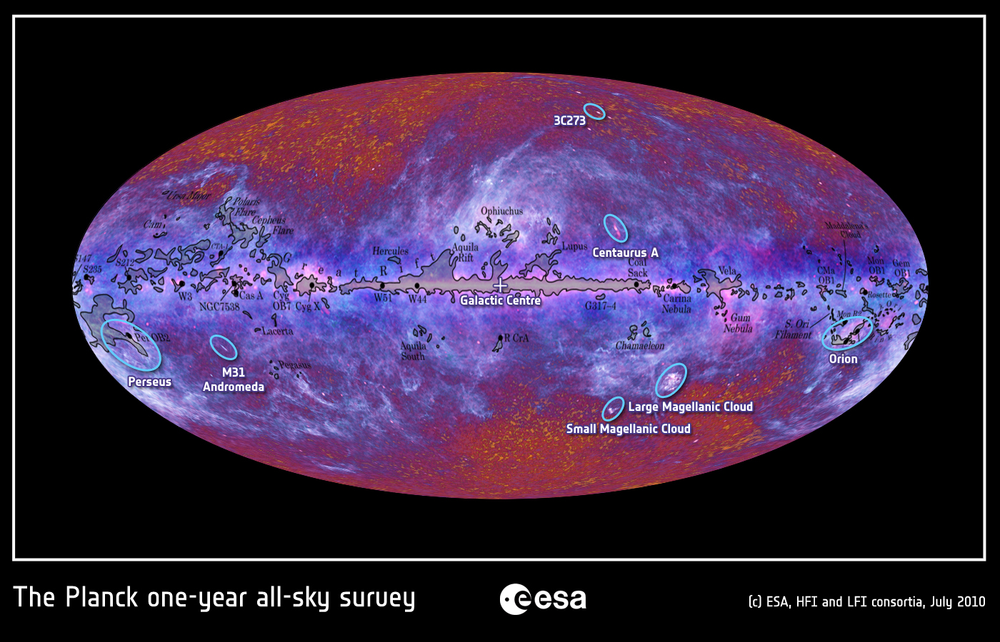 3C273
Ursa Major
Polaris
Flare
Cam
Cepheus
Flare
Ophiuchus
Maddalena's
Cloud
Centaurus A
CTA-1
Hercules
Aquila
Rift
Lupus
Coal
Sack
S147
S235
S212
G r e a t R i f t
Vela
CMa
OB1
Mon
OB1
Gem
OB1
W3
NGC7538
Cas A
Cyg
OB7
Cyg X
W51
W44
Galactic Centre
G317-4
Carina
Nebula
Rosette
Gum
Nebula
S. Ori
Filament
Mon R2
Lacerta
Per OB2
Aquila
South
R CrA
Chamaeleon
Orion
Pegasus
Perseus
M31
Andromeda
Large Magellanic Cloud
Small Magellanic Cloud
The Planck one-year all-sky survey
esa
(c) ESA, HFI and LFI consortia, July 2010